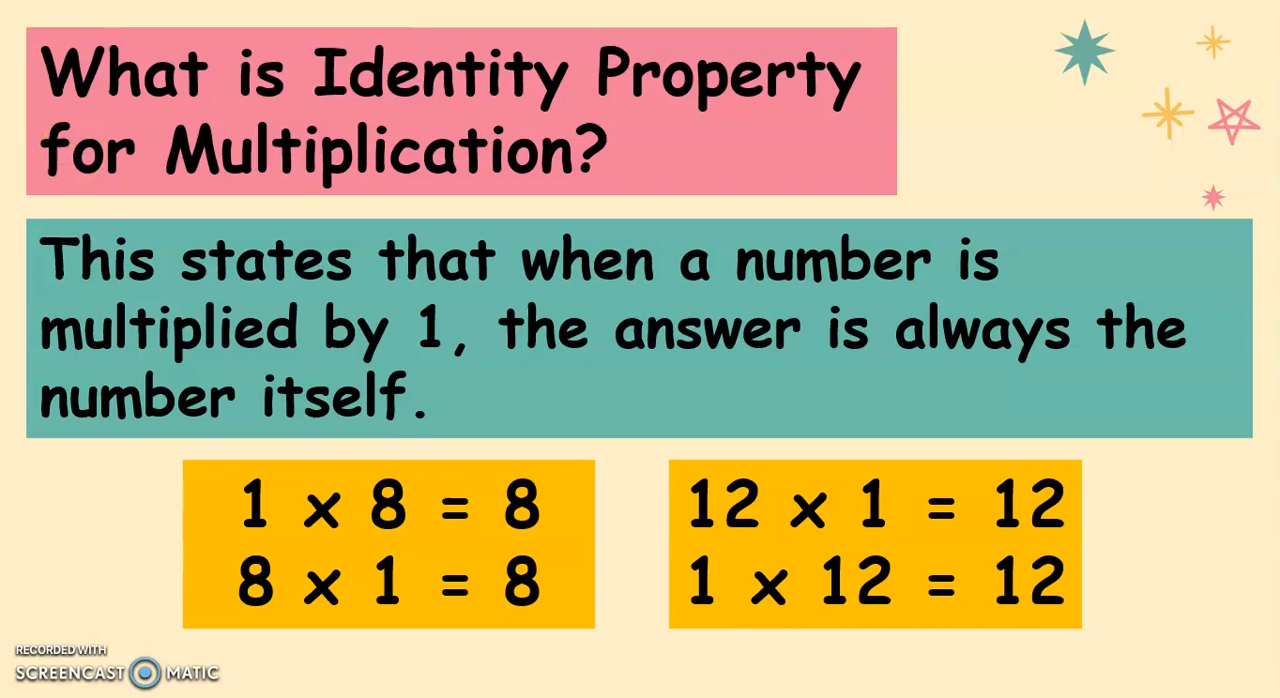 What is Identity Property
for Multiplication?
This states that when a number is
multiplied by 1, the answer is always the
number itself.
1 x 8 = 8
8 x 1 = 8
12 x 1 = 12
1 x 12 = 12
RECORDED WITH
SCREENCAST MATIC